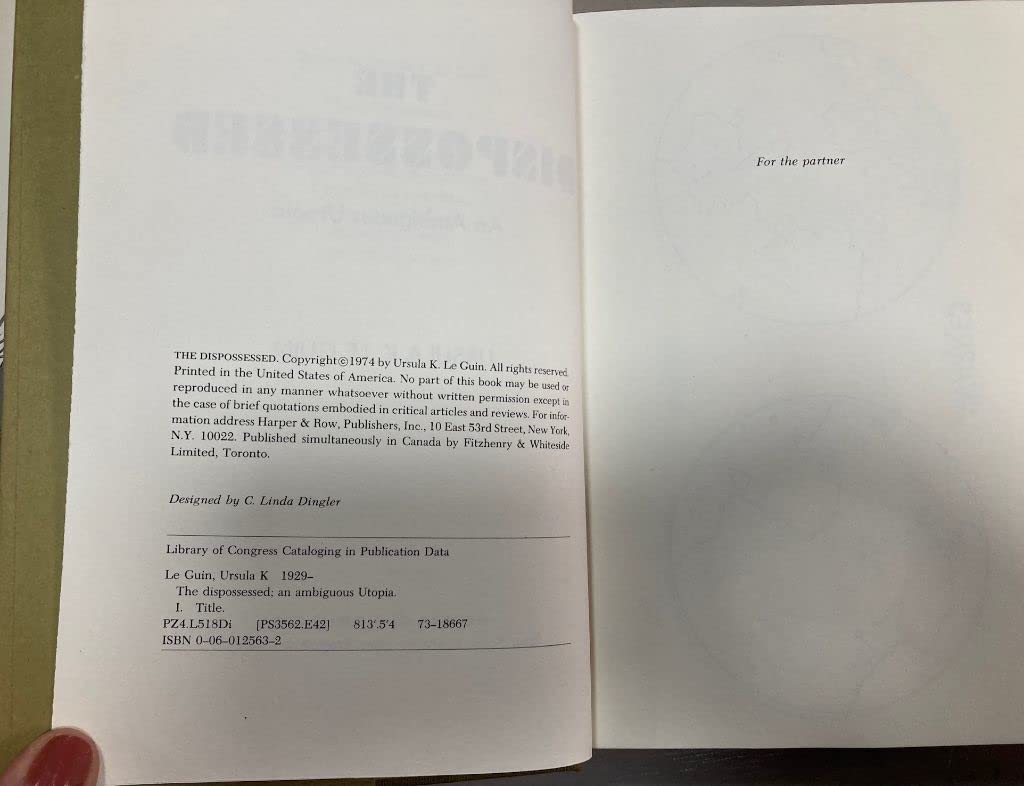 THE DISPOSSESSED. Copyright © 1974 by Ursula K. Le Guin. All rights reserved.
Printed in the United States of America. No part of this book may be used or
reproduced in any manner whatsoever without written permission except in
the case of brief quotations embodied in critical articles and reviews. For infor-
mation address Harper & Row, Publishers, Inc., 10 East 53rd Street, New York,
N.Y. 10022. Published simultaneously in Canada by Fitzhenry & Whiteside
Limited, Toronto.
Designed by C. Linda Dingler
Library of Congress Cataloging in Publication Data
Le Guin, Ursula K 1929–
The dispossessed; an ambiguous Utopia.
I. Title.
PZ4.L518Di [PS3562.E42] 813'.5'4 73-18667
ISBN 0-06-012563-2
For the partner